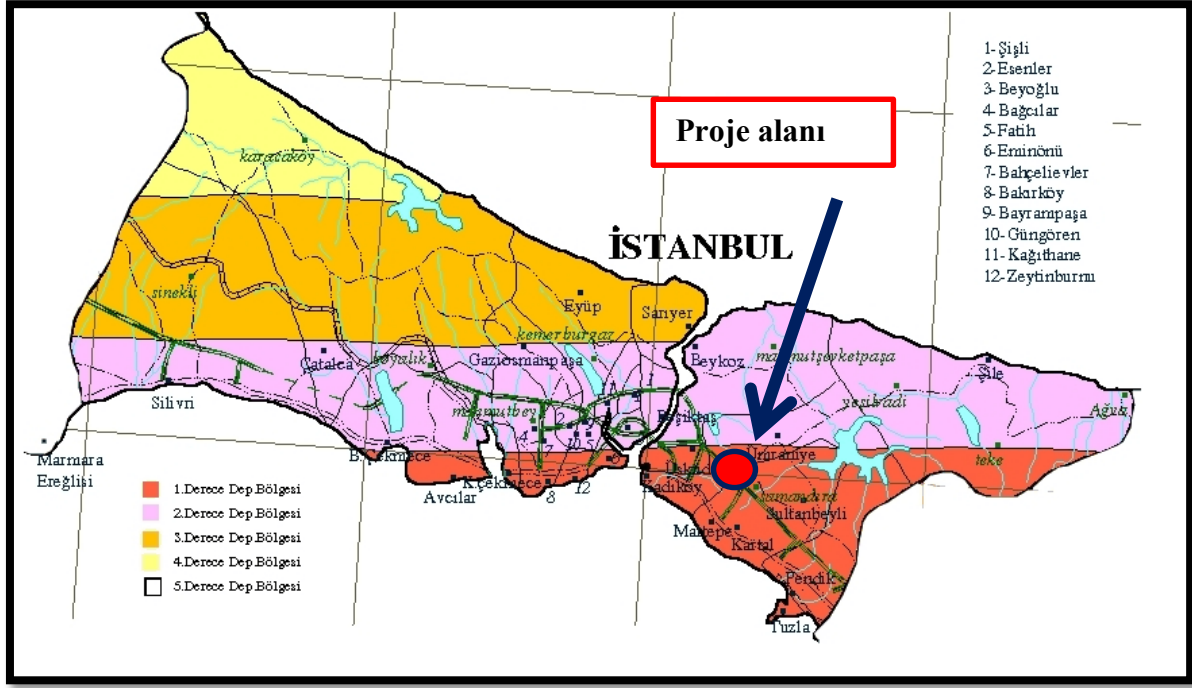 1- Şişli
2- Esenler
3- Beyoğlu
4- Bağcılar
5- Fatih
6- Eminönü
7- Bahçelievler
8- Bakırköy
9- Bayrampaşa
10- Güngören
11- Kağıthane
12- Zeytinburnu
Proje alanı
karacaköy
İSTANBUL
sinekli
Eyüp
Sarıyer
kemerburgaz
Çatalca
Gaziosmanpaşa
Beykoz
mahmutşevketpaşa
Şile
yeşilvadi
Ağva
Silivri
mahmutbey
Beşiktaş
teke
Marmara
Ereğlisi
B.Çekmece
Avcılar
K.Çekmece
8
12
Ümraniye
Kadıköy
samandıra
Sultanbeyli
Maltepe
Kartal
Pendik
Tuzla
1.Derece Dep.Bölgesi
2.Derece Dep.Bölgesi
3.Derece Dep.Bölgesi
4.Derece Dep.Bölgesi
5.Derece Dep.Bölgesi